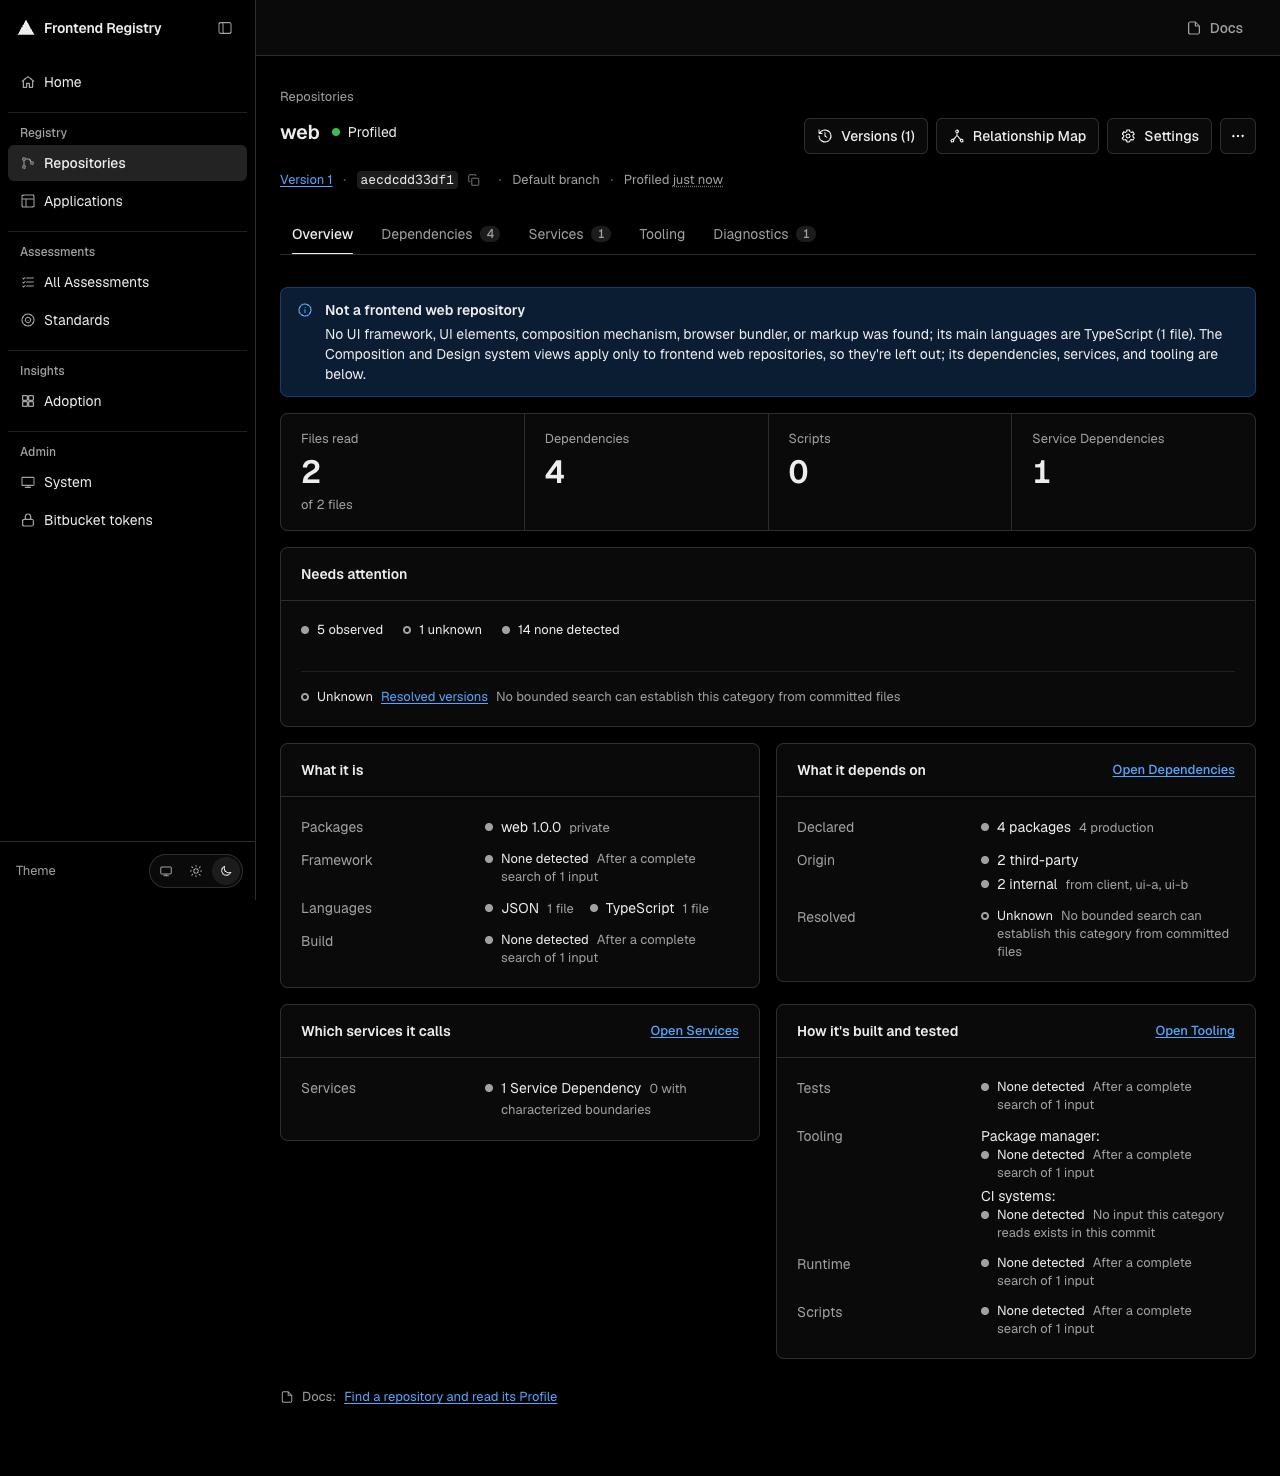 Frontend Registry
Docs
Home
Registry
Repositories
Applications
Assessments
All Assessments
Standards
Insights
Adoption
Admin
System
Bitbucket tokens
Theme
Repositories
web Profiled
Versions (1) Relationship Map Settings
Version 1 · aecdcdd33df1 · Default branch · Profiled just now
Overview Dependencies 4 Services 1 Tooling Diagnostics 1
Not a frontend web repository
No UI framework, UI elements, composition mechanism, browser bundler, or markup was found; its main languages are TypeScript (1 file). The
Composition and Design system views apply only to frontend web repositories, so they're left out; its dependencies, services, and tooling are
below.
Files read
2
of 2 files
Dependencies
4
Scripts
0
Service Dependencies
1
Needs attention
5 observed 1 unknown 14 none detected
Unknown Resolved versions No bounded search can establish this category from committed files
What it is
Packages web 1.0.0 private
Framework None detected After a complete
search of 1 input
Languages JSON 1 file TypeScript 1 file
Build None detected After a complete
search of 1 input
What it depends on Open Dependencies
Declared 4 packages 4 production
Origin 2 third-party
2 internal from client, ui-a, ui-b
Resolved Unknown No bounded search can
establish this category from committed
files
Which services it calls Open Services
Services 1 Service Dependency 0 with
characterized boundaries
How it's built and tested Open Tooling
Tests None detected After a complete
search of 1 input
Tooling Package manager:
None detected After a complete
search of 1 input
CI systems:
None detected No input this category
reads exists in this commit
Runtime None detected After a complete
search of 1 input
Scripts None detected After a complete
search of 1 input
Docs: Find a repository and read its Profile